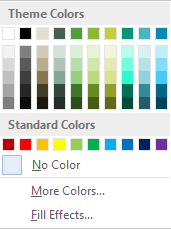 Theme Colors
Standard Colors
No Color
More Colors...
Fill Effects...